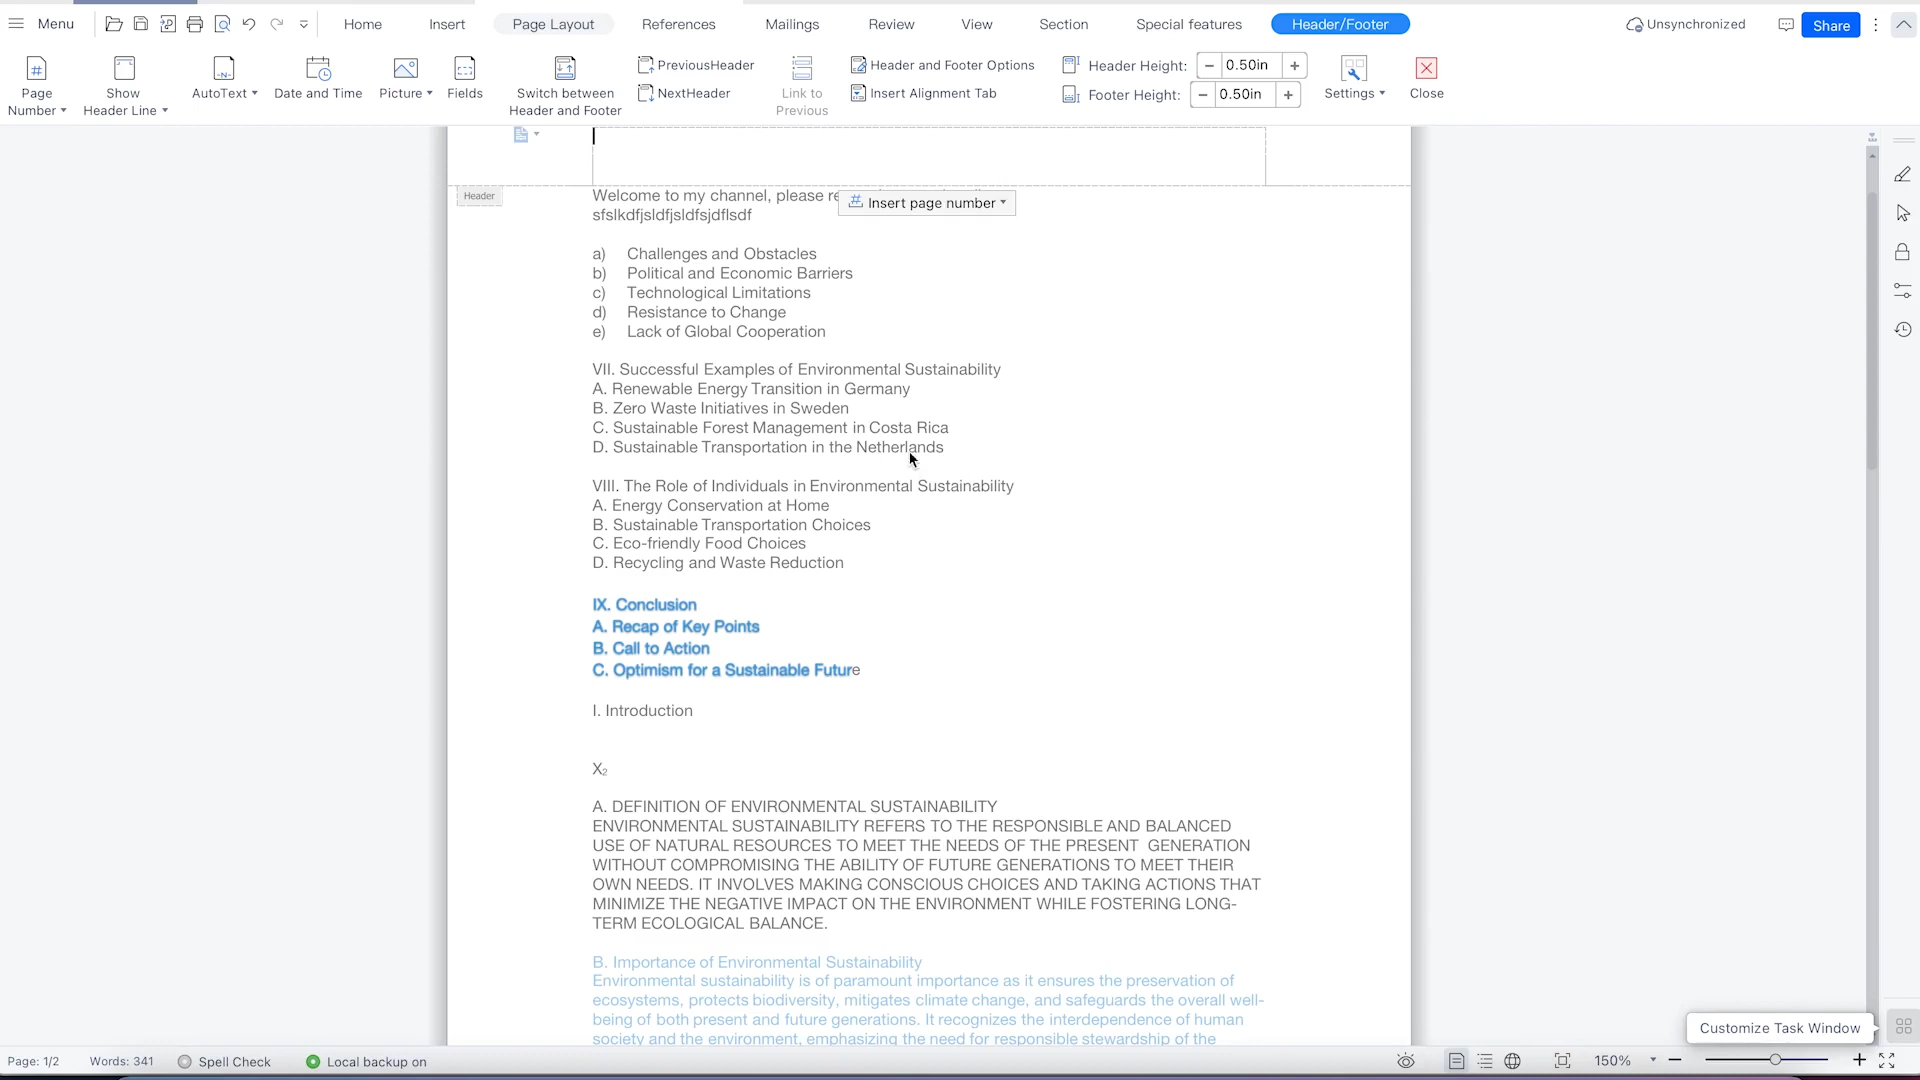 Menu
Home
Insert
Page Layout
References
Mailings
Review
View
Section
Special features
Header/Footer
Unsynchronized
Share
Page
Number
Show
Header Line
AutoText
Date and Time
Picture
Fields
Switch between
Header and Footer
PreviousHeader
NextHeader
Link to
Previous
Header and Footer Options
Insert Alignment Tab
Header Height: 0.50in
Footer Height: 0.50in
Settings
Close
Header
Welcome to my channel, please
Insert page number
sfslkdfjsldfjsldfsjdflsdf
a) Challenges and Obstacles
b) Political and Economic Barriers
c) Technological Limitations
d) Resistance to Change
e) Lack of Global Cooperation
VII. Successful Examples of Environmental Sustainability
A. Renewable Energy Transition in Germany
B. Zero Waste Initiatives in Sweden
C. Sustainable Forest Management in Costa Rica
D. Sustainable Transportation in the Netherlands
VIII. The Role of Individuals in Environmental Sustainability
A. Energy Conservation at Home
B. Sustainable Transportation Choices
C. Eco-friendly Food Choices
D. Recycling and Waste Reduction
IX. Conclusion
A. Recap of Key Points
B. Call to Action
C. Optimism for a Sustainable Future
I. Introduction
X₂
A. DEFINITION OF ENVIRONMENTAL SUSTAINABILITY
ENVIRONMENTAL SUSTAINABILITY REFERS TO THE RESPONSIBLE AND BALANCED
USE OF NATURAL RESOURCES TO MEET THE NEEDS OF THE PRESENT GENERATION
WITHOUT COMPROMISING THE ABILITY OF FUTURE GENERATIONS TO MEET THEIR
OWN NEEDS. IT INVOLVES MAKING CONSCIOUS CHOICES AND TAKING ACTIONS THAT
MINIMIZE THE NEGATIVE IMPACT ON THE ENVIRONMENT WHILE FOSTERING LONG-
TERM ECOLOGICAL BALANCE.
B. Importance of Environmental Sustainability
Environmental sustainability is of paramount importance as it ensures the preservation of
ecosystems, protects biodiversity, mitigates climate change, and safeguards the overall well-
being of both present and future generations. It recognizes the interdependence of human
society and the environment, emphasizing the need for responsible stewardship of the
Customize Task Window
Page: 1/2
Words: 341
Spell Check
Local backup on
150%